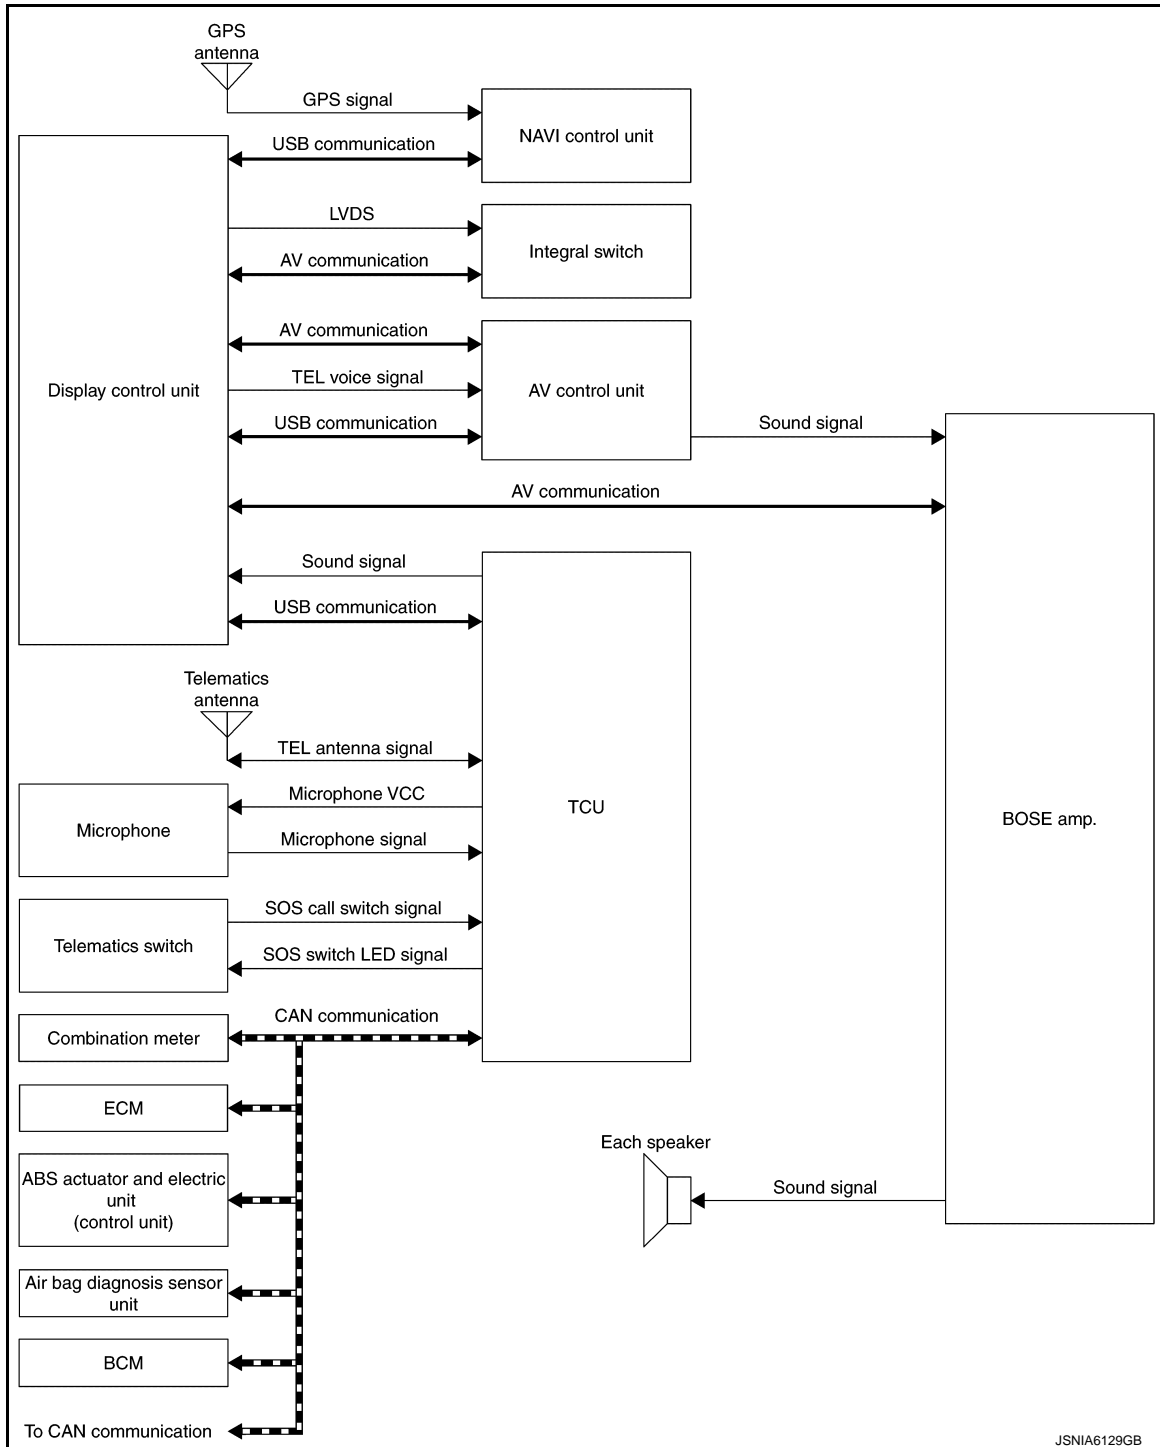 GPS
antenna
GPS signal
NAVI control unit
USB communication
LVDS
Integral switch
AV communication
AV communication
Display control unit
TEL voice signal
AV control unit
USB communication
Sound signal
AV communication
Sound signal
USB communication
Telematics
antenna
TEL antenna signal
Microphone VCC
TCU
BOSE amp.
Microphone
Microphone signal
SOS call switch signal
Telematics switch
SOS switch LED signal
CAN communication
Combination meter
ECM
Each speaker
ABS actuator and electric
unit
(control unit)
Sound signal
Air bag diagnosis sensor
unit
BCM
To CAN communication
JSNIA6129GB